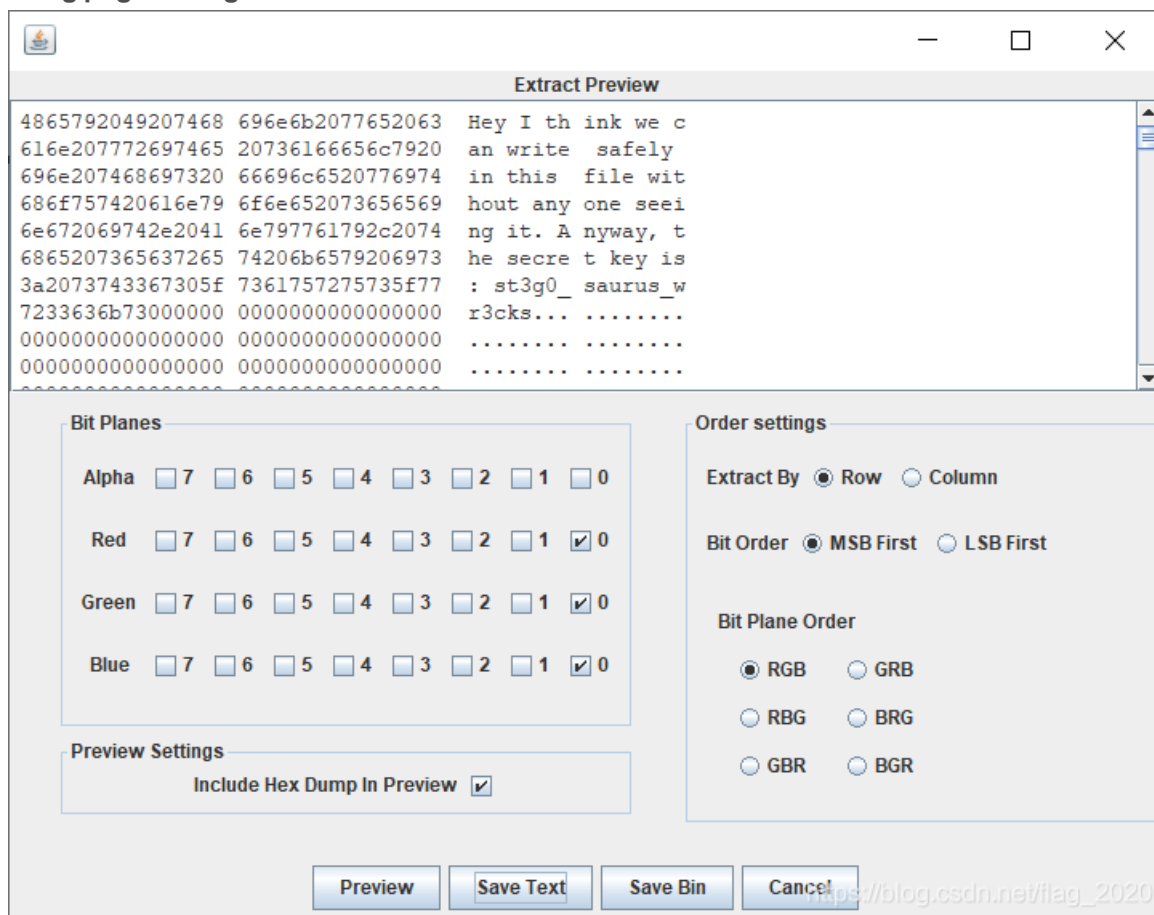 Extract Preview
4865792049207468 696e6b2077652063 Hey I th ink we c
616e207772697465 20736166656c7920 an write safely
696e207468697320 66696c6520776974 in this file wit
686f757420616e79 6f6e652073656569 hout any one seei
6e672069742e2041 6e797761792c2074 ng it. A nyway, t
6865207365637265 74206b6579206973 he secre t key is
3a2073743367305f 7361757275735f77 : st3g0_ saurus_w
7233636b73000000 0000000000000000 r3cks... ........
0000000000000000 0000000000000000 ........ ........
0000000000000000 0000000000000000 ........ ........
Bit Planes
Alpha 7 6 5 4 3 2 1 0
Red 7 6 5 4 3 2 1 0
Green 7 6 5 4 3 2 1 0
Blue 7 6 5 4 3 2 1 0
Preview Settings
Include Hex Dump In Preview
Order settings
Extract By Row Column
Bit Order MSB First LSB First
Bit Plane Order
RGB GRB
RBG BRG
GBR BGR
Preview Save Text Save Bin Cancel
https://blog.csdn.net/ilag_2020